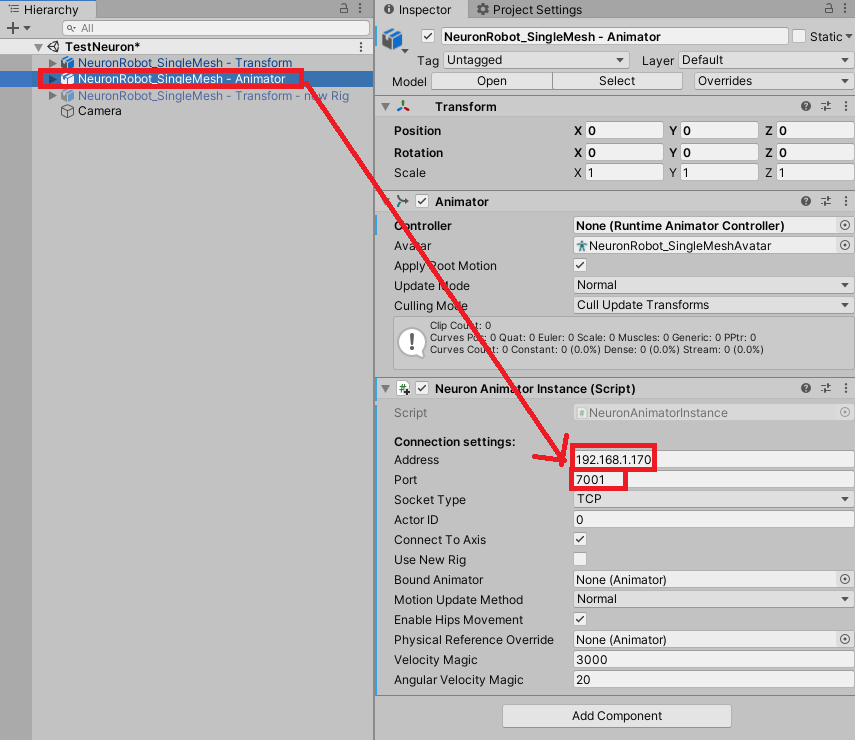 Hierarchy
All
TestNeuron*
NeuronRobot_SingleMesh - Transform
NeuronRobot_SingleMesh - Animator
NeuronRobot_SingleMesh - Transform - new Rig
Camera
Inspector
Project Settings
NeuronRobot_SingleMesh - Animator
Static
Tag Untagged Layer Default
Model Open Select Overrides
Transform
Position X 0 Y 0 Z 0
Rotation X 0 Y 0 Z 0
Scale X 1 Y 1 Z 1
Animator
Controller None (Runtime Animator Controller)
Avatar NeuronRobot_SingleMeshAvatar
Apply Root Motion
Update Mode Normal
Culling Mode Cull Update Transforms
Clip Count: 0
Curves Pos: 0 Quat: 0 Euler: 0 Scale: 0 Muscles: 0 Generic: 0 PPtr: 0
Curves Count: 0 Constant: 0 (0.0%) Dense: 0 (0.0%) Stream: 0 (0.0%)
Neuron Animator Instance (Script)
Script NeuronAnimatorInstance
Connection settings:
Address 192.168.1.170
Port 7001
Socket Type TCP
Actor ID 0
Connect To Axis
Use New Rig
Bound Animator None (Animator)
Motion Update Method Normal
Enable Hips Movement
Physical Reference Override None (Animator)
Velocity Magic 3000
Angular Velocity Magic 20
Add Component